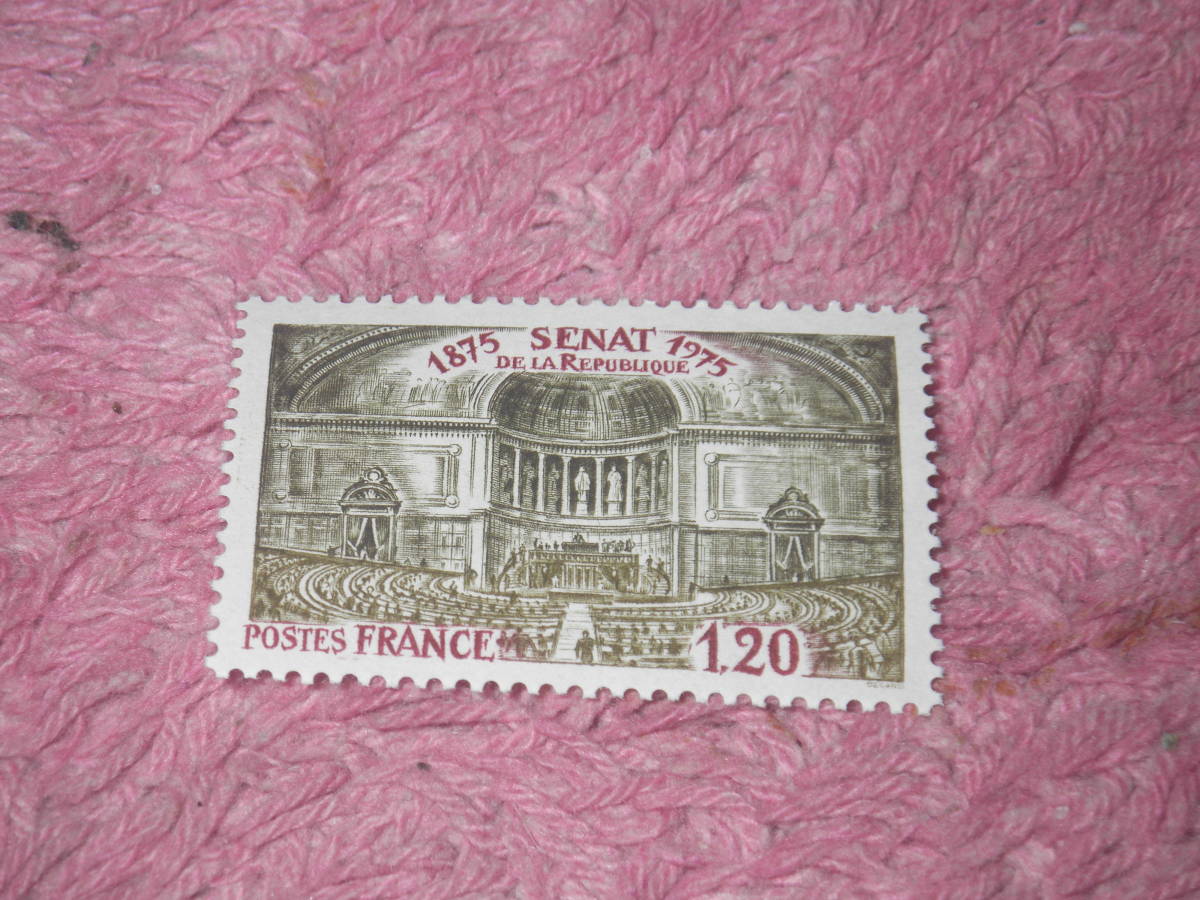 1875 SENAT 1975
DE LA REPUBLIQUE
POSTES FRANCE
1,20